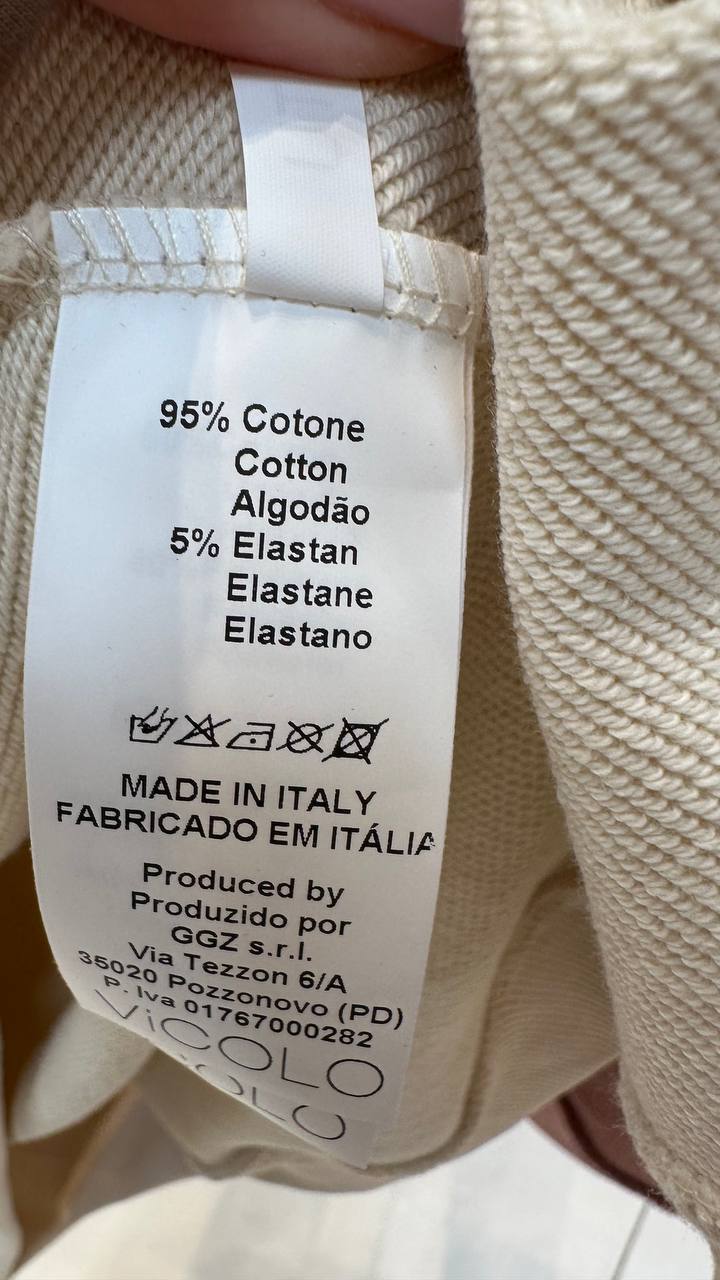 95% Cotone
Cotton
Algodão
5% Elastan
Elastane
Elastano
MADE IN ITALY
FABRICADO EM ITÁLIA
Produced by
Produzido por
GGZ s.r.l.
Via Tezzon 6/A
35020 Pozzonovo (PD)
P. Iva 01767000282
ViCOLO